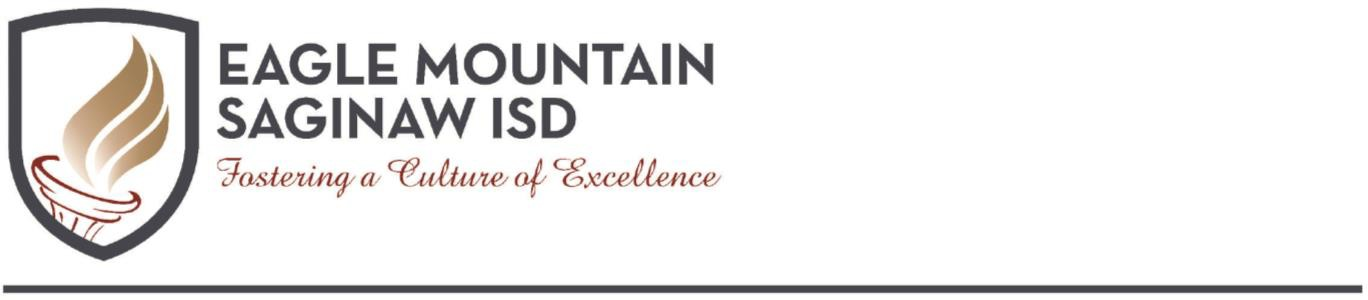 EAGLE MOUNTAIN
SAGINAW ISD
Fostering a Culture of Excellence